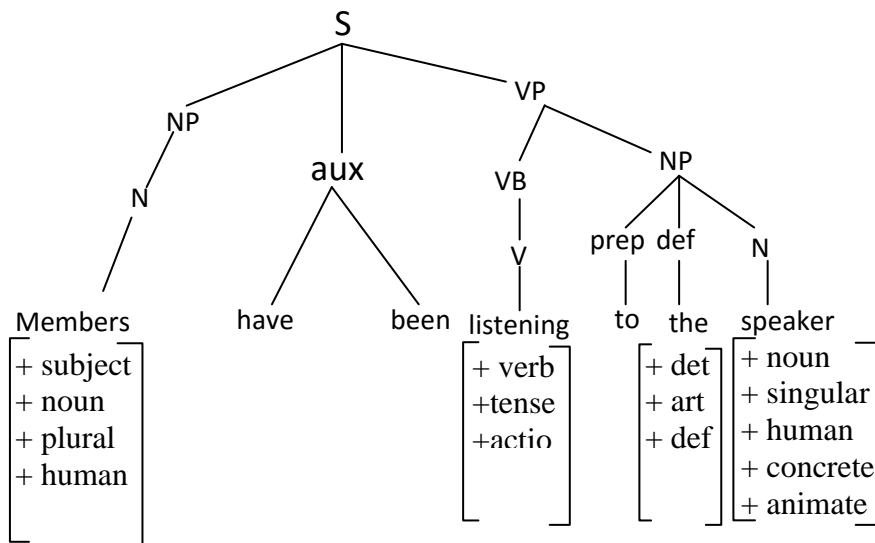 S
NP aux VP
N VB NP
V prep def N
Members have been listening to the speaker
+ subject + verb + det + noun
+ noun +tense + art + singular
+ plural +actio + def + human
+ human + concrete
+ animate